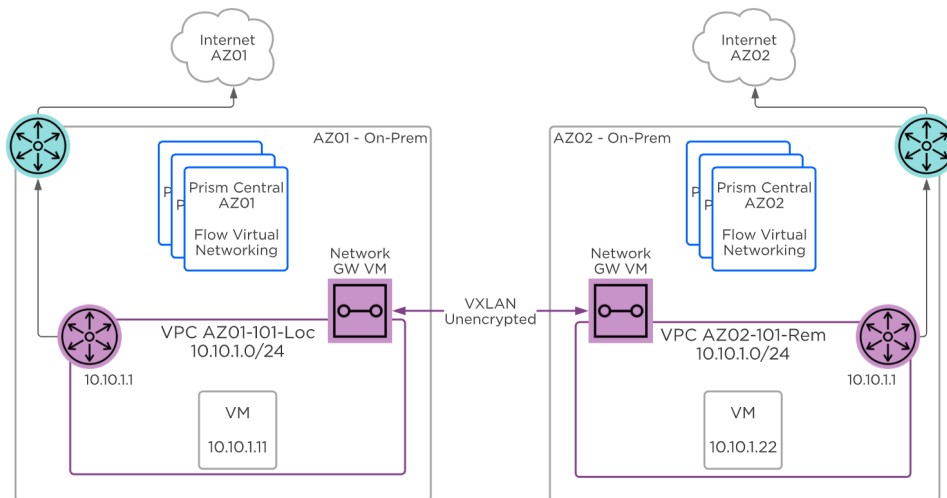 Internet
AZ01
Internet
AZ02
AZ01 - On-Prem
AZ02 - On-Prem
P
P
Prism Central
AZ01
Flow Virtual
Networking
P
P
Prism Central
AZ02
Flow Virtual
Networking
Network
GW VM
Network
GW VM
VXLAN
Unencrypted
VPC AZ01-101-Loc
10.10.1.0/24
VPC AZ02-101-Rem
10.10.1.0/24
10.10.1.1
10.10.1.1
VM
10.10.1.11
VM
10.10.1.22